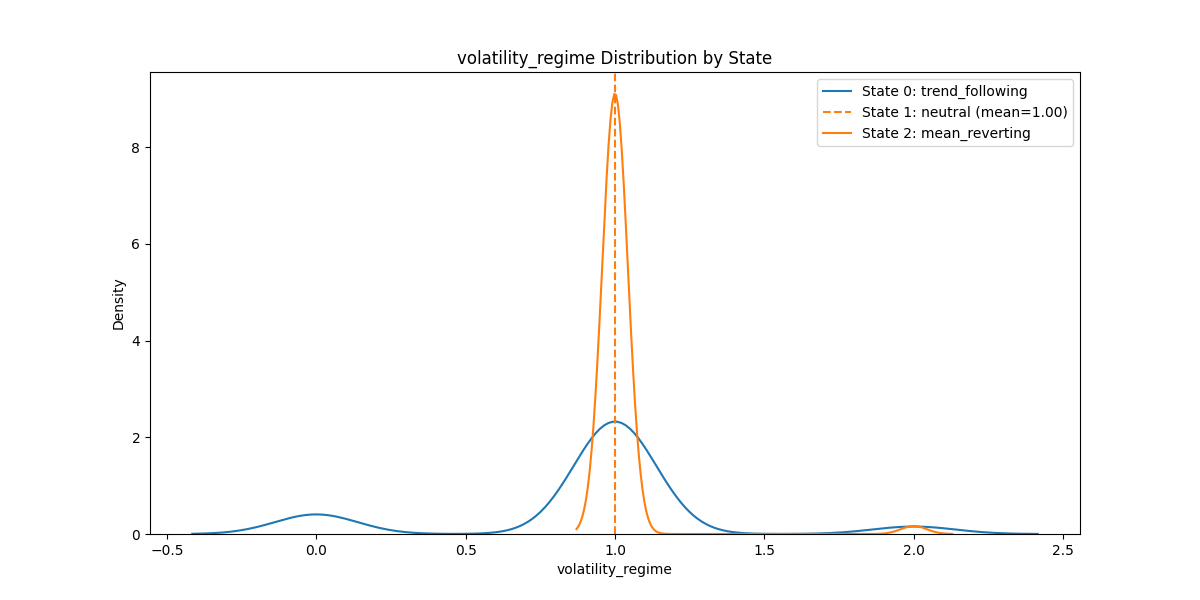 volatility_regime Distribution by State
State 0: trend_following
State 1: neutral (mean=1.00)
State 2: mean_reverting
Density
8
6
4
2
0
−0.5 0.0 0.5 1.0 1.5 2.0 2.5
volatility_regime